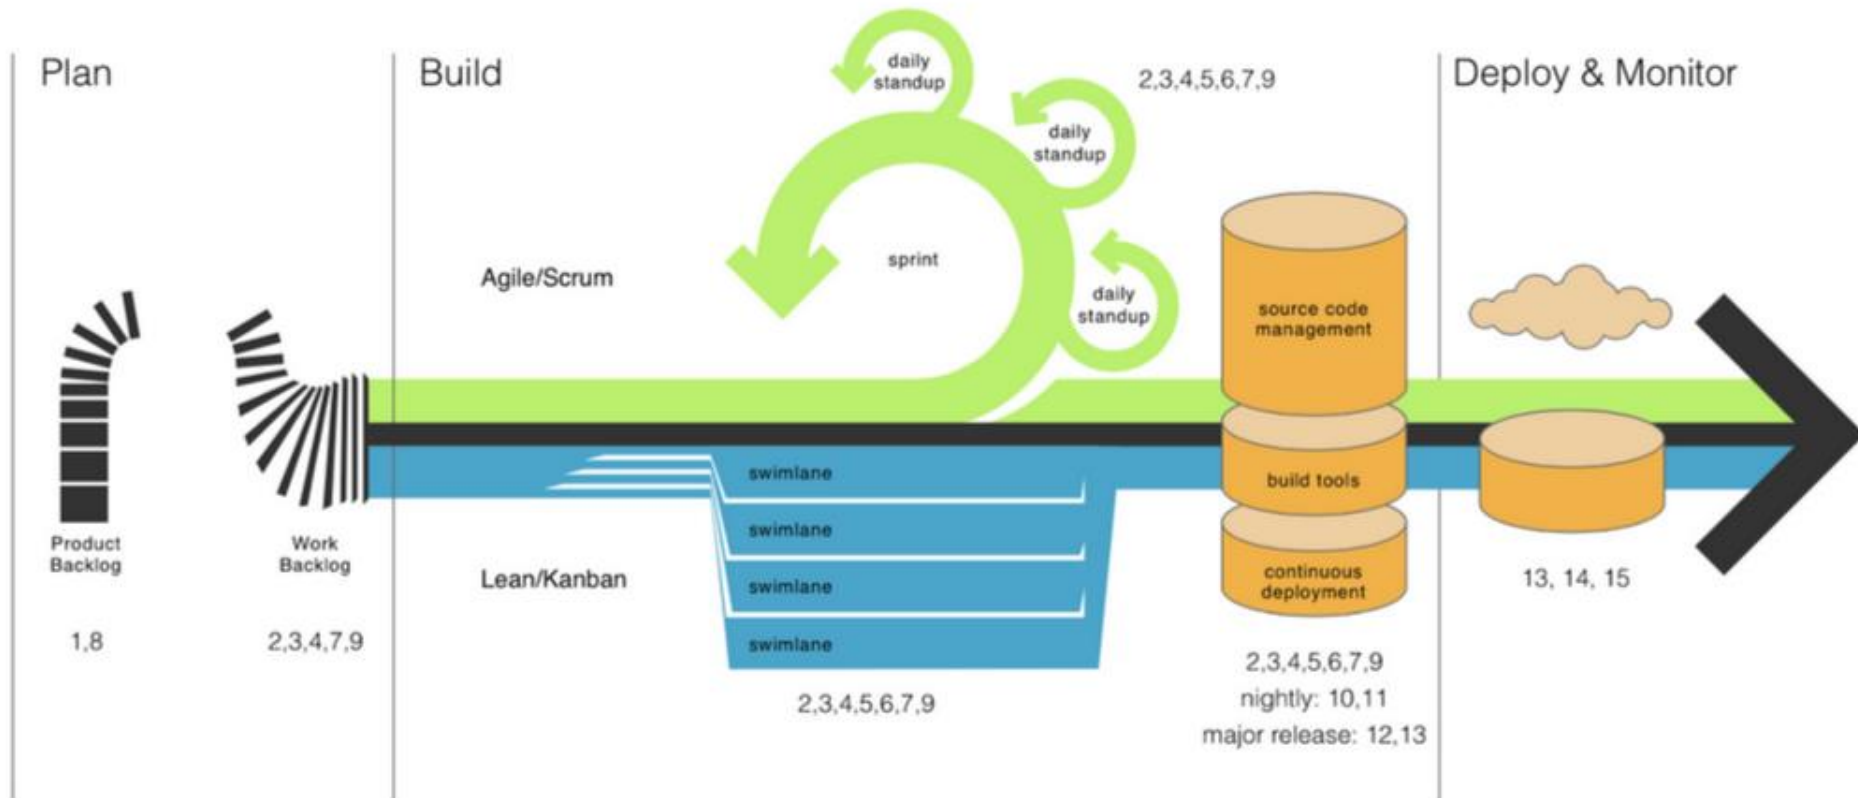 Plan
Build
Deploy & Monitor
daily
standup
2,3,4,5,6,7,9
daily
standup
daily
standup
sprint
Agile/Scrum
source code
management
swimlane
swimlane
swimlane
swimlane
build tools
continuous
deployment
Product
Backlog
Work
Backlog
Lean/Kanban
13, 14, 15
1,8
2,3,4,7,9
2,3,4,5,6,7,9
2,3,4,5,6,7,9
nightly: 10,11
major release: 12,13